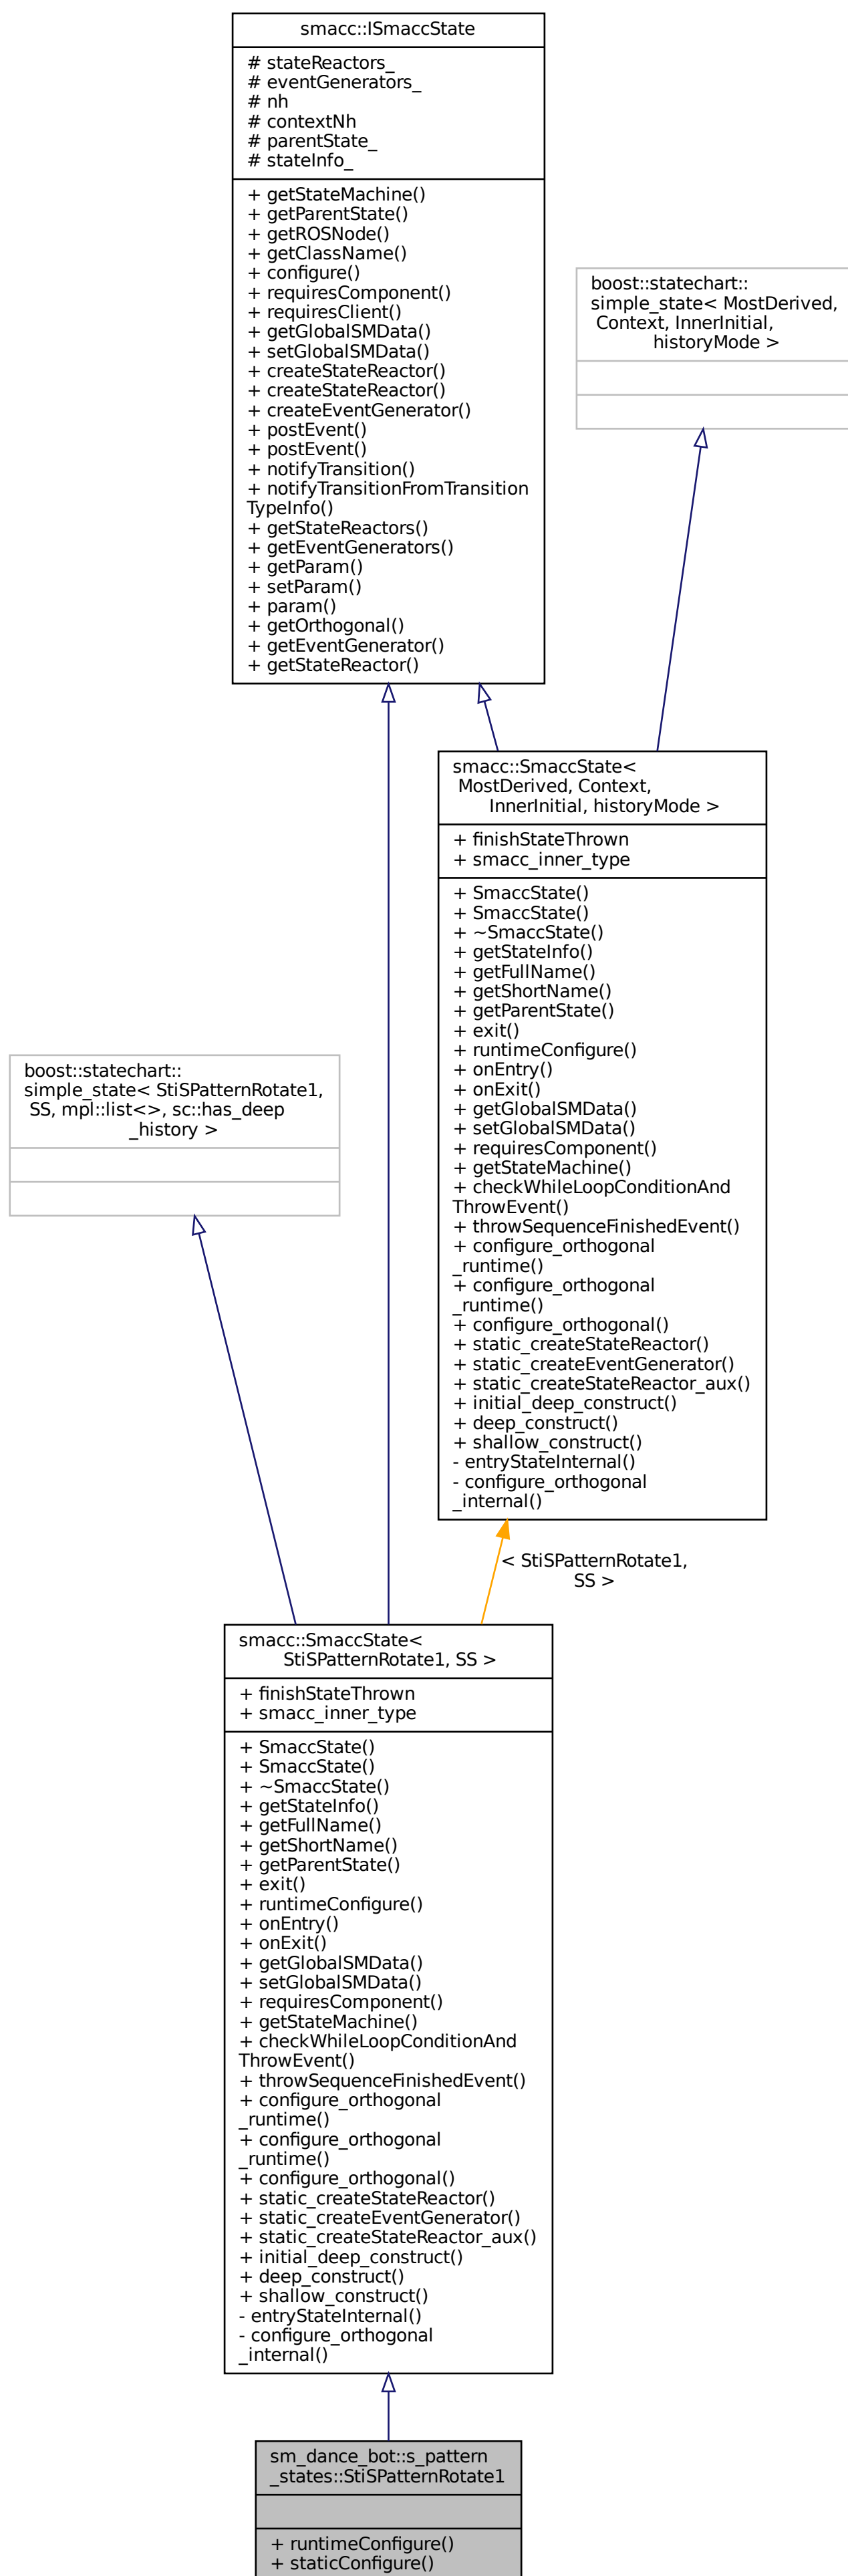 smacc::ISmaccState
# stateReactors_
# eventGenerators_
# nh
# contextNh
# parentState_
# stateInfo_
+ getStateMachine()
+ getParentState()
+ getROSNode()
+ getClassName()
+ configure()
+ requiresComponent()
+ requiresClient()
+ getGlobalSMData()
+ setGlobalSMData()
+ createStateReactor()
+ createStateReactor()
+ createEventGenerator()
+ postEvent()
+ postEvent()
+ notifyTransition()
+ notifyTransitionFromTransition
TypeInfo()
+ getStateReactors()
+ getEventGenerators()
+ getParam()
+ setParam()
+ param()
+ getOrthogonal()
+ getEventGenerator()
+ getStateReactor()
boost::statechart::
simple_state< MostDerived,
Context, InnerInitial,
historyMode >
smacc::SmaccState<
MostDerived, Context,
InnerInitial, historyMode >
+ finishStateThrown
+ smacc_inner_type
+ SmaccState()
+ SmaccState()
+ ~SmaccState()
+ getStateInfo()
+ getFullName()
+ getShortName()
+ getParentState()
+ exit()
+ runtimeConfigure()
+ onEntry()
+ onExit()
+ getGlobalSMData()
+ setGlobalSMData()
+ requiresComponent()
+ getStateMachine()
+ checkWhileLoopConditionAnd
ThrowEvent()
+ throwSequenceFinishedEvent()
+ configure_orthogonal
_runtime()
+ configure_orthogonal
_runtime()
+ configure_orthogonal()
+ static_createStateReactor()
+ static_createEventGenerator()
+ static_createStateReactor_aux()
+ initial_deep_construct()
+ deep_construct()
+ shallow_construct()
- entryStateInternal()
- configure_orthogonal
_internal()
boost::statechart::
simple_state< StiSPatternRotate1,
SS, mpl::list<>, sc::has_deep
_history >
< StiSPatternRotate1,
SS >
smacc::SmaccState<
StiSPatternRotate1, SS >
+ finishStateThrown
+ smacc_inner_type
+ SmaccState()
+ SmaccState()
+ ~SmaccState()
+ getStateInfo()
+ getFullName()
+ getShortName()
+ getParentState()
+ exit()
+ runtimeConfigure()
+ onEntry()
+ onExit()
+ getGlobalSMData()
+ setGlobalSMData()
+ requiresComponent()
+ getStateMachine()
+ checkWhileLoopConditionAnd
ThrowEvent()
+ throwSequenceFinishedEvent()
+ configure_orthogonal
_runtime()
+ configure_orthogonal
_runtime()
+ configure_orthogonal()
+ static_createStateReactor()
+ static_createEventGenerator()
+ static_createStateReactor_aux()
+ initial_deep_construct()
+ deep_construct()
+ shallow_construct()
- entryStateInternal()
- configure_orthogonal
_internal()
sm_dance_bot::s_pattern
_states::StiSPatternRotate1
+ runtimeConfigure()
+ staticConfigure()